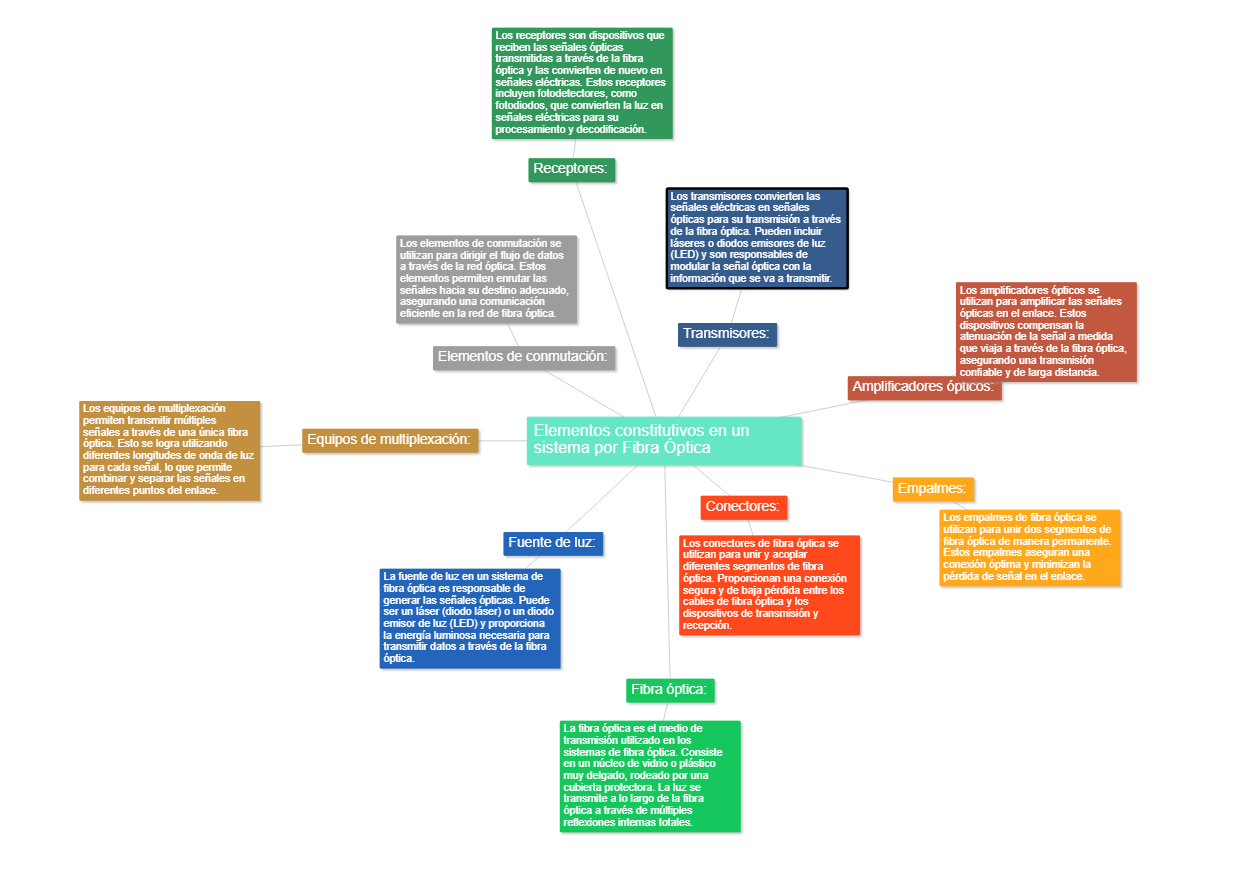 Los receptores son dispositivos que
reciben las señales ópticas
transmitidas a través de la fibra
óptica y las convierten de nuevo en
señales eléctricas. Estos receptores
incluyen fotodetectores, como
fotodiodos, que convierten la luz en
señales eléctricas para su
procesamiento y decodificación.
Receptores:
Los transmisores convierten las
señales eléctricas en señales
ópticas para su transmisión a través
de la fibra óptica. Pueden incluir
láseres o diodos emisores de luz
(LED) y son responsables de
modular la señal óptica con la
información que se va a transmitir.
Transmisores:
Los elementos de conmutación se
utilizan para dirigir el flujo de datos
a través de la red óptica. Estos
elementos permiten enrutar las
señales hacia su destino adecuado,
asegurando una comunicación
eficiente en la red de fibra óptica.
Elementos de conmutación:
Los amplificadores ópticos se
utilizan para amplificar las señales
ópticas en el enlace. Estos
dispositivos compensan la
atenuación de la señal a medida
que viaja a través de la fibra óptica,
asegurando una transmisión
confiable y de larga distancia.
Amplificadores ópticos:
Los equipos de multiplexación
permiten transmitir múltiples
señales a través de una única fibra
óptica. Esto se logra utilizando
diferentes longitudes de onda de luz
para cada señal, lo que permite
combinar y separar las señales en
diferentes puntos del enlace.
Equipos de multiplexación:
Elementos constitutivos en un
sistema por Fibra Óptica
Empalmes:
Los empalmes de fibra óptica se
utilizan para unir dos segmentos de
fibra óptica de manera permanente.
Estos empalmes aseguran una
conexión óptima y minimizan la
pérdida de señal en el enlace.
Conectores:
Los conectores de fibra óptica se
utilizan para unir y acoplar
diferentes segmentos de fibra
óptica. Proporcionan una conexión
segura y de baja pérdida entre los
cables de fibra óptica y los
dispositivos de transmisión y
recepción.
Fuente de luz:
La fuente de luz en un sistema de
fibra óptica es responsable de
generar las señales ópticas. Puede
ser un láser (diodo láser) o un diodo
emisor de luz (LED) y proporciona
la energía luminosa necesaria para
transmitir datos a través de la fibra
óptica.
Fibra óptica:
La fibra óptica es el medio de
transmisión utilizado en los
sistemas de fibra óptica. Consiste
en un núcleo de vidrio o plástico
muy delgado, rodeado por una
cubierta protectora. La luz se
transmite a lo largo de la fibra
óptica a través de múltiples
reflexiones internas totales.